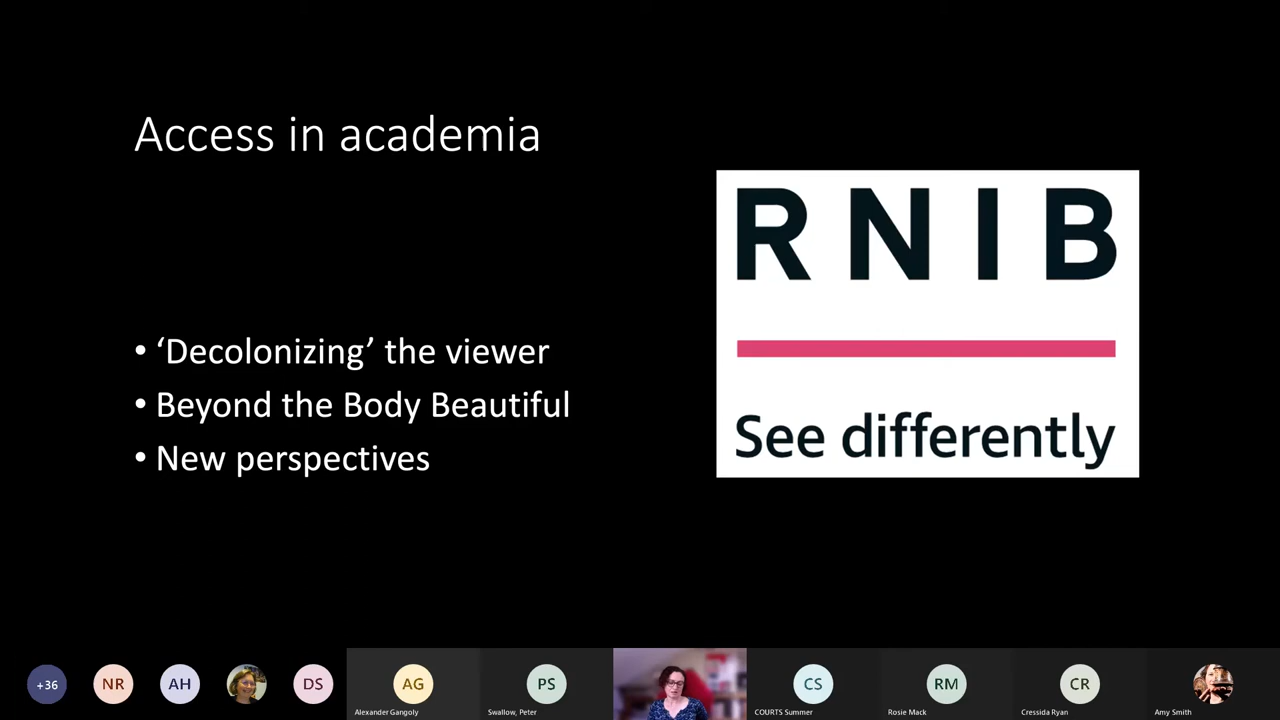 Access in academia
RNIB
See differently
• ‘Decolonizing’ the viewer
• Beyond the Body Beautiful
• New perspectives
+36
NR
AH
DS
AG
PS
CS
RM
CR
Alexander Gangoly
Swallow, Peter
COURTS Summer
Rosie Mack
Cressida Ryan
Amy Smith